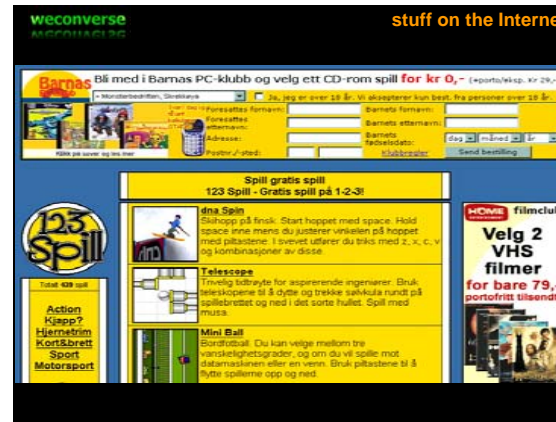 weconverse
stuff on the Interne
Barnas Bli med i Barnas PC-klubb og velg ett CD-rom spill for kr 0,- (+porto/eksp. kr 29,-
Monsterbedriften, Skrekkøya
Ja, jeg er over 18 år. Vi aksepterer kun best. fra personer over 18 år.
Foresattes fornavn:
Barnets fornavn:
Foresattes etternavn:
Barnets etternavn:
Adresse:
Barnets fødselsdato:
dag måned år
Postnr./-sted:
Klubbregler
Send bestilling
Klikk på cover og les mer
Spill gratis spill
123 Spill - Gratis spill på 1-2-3!
123 Spill
Totalt 439 spill
Action
Kjapp?
Hjernetrim
Kort&brett
Sport
Motorsport
dna Spin
Skihopp på finsk. Start hoppet med space. Hold
space inne mens du justerer vinkelen på hoppet
med piltastene. I svevet utfører du triks med z, x, c, v
og kombinasjoner av disse.
Telescope
Trivelig tidtrøyte for aspirerende ingeniører. Bruk
teleskopene til å dytte og trekke sølvkula rundt på
spillebrettet og ned i det sorte hullet. Spill med
musa.
Mini Ball
Bordfotball. Du kan velge mellom tre
vanskelighetsgrader, og om du vil spille mot
datamaskinen eller en venn. Bruk piltastene til å
flytte spillerne opp og ned.
HOME filmclu
Velg 2
VHS
filmer
for bare 79,
portofritt tilsendt